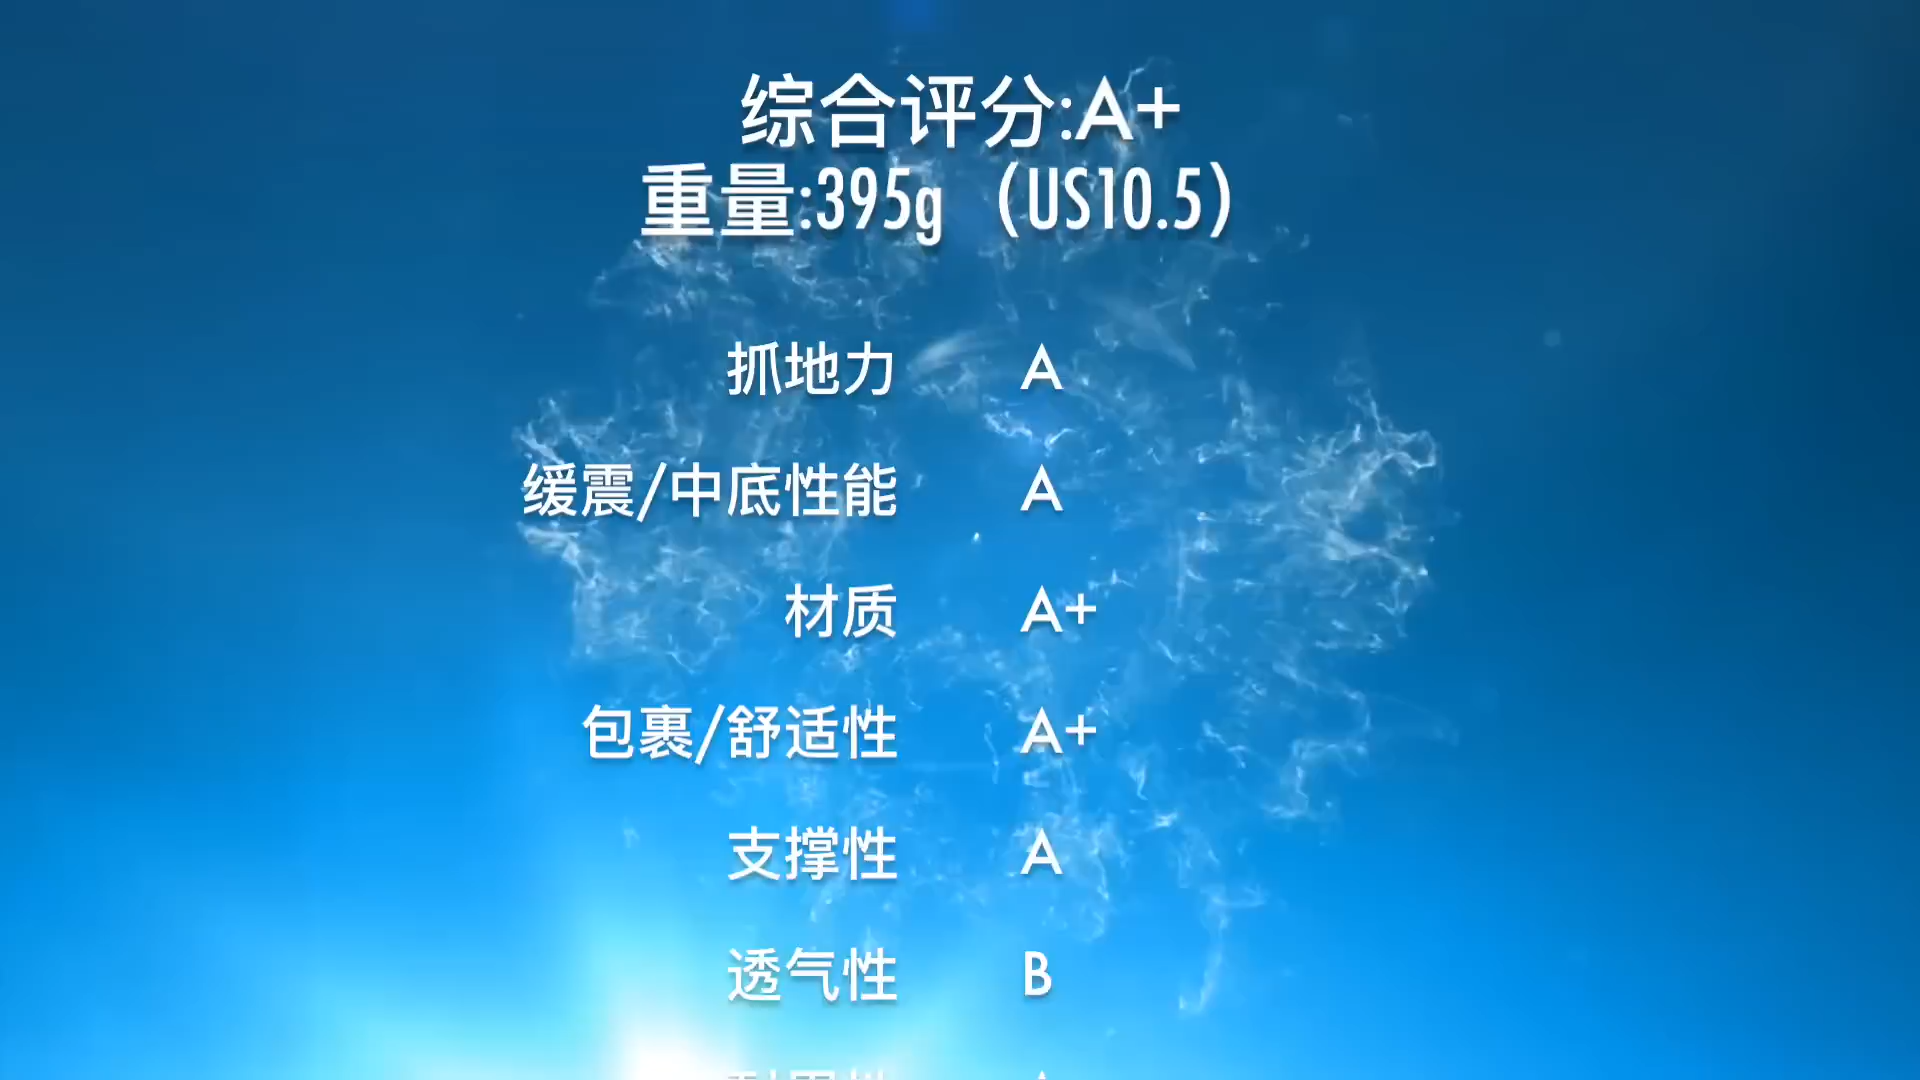 综合评分:A+
重量:395g（US10.5）
抓地力 A
缓震/中底性能 A
材质 A+
包裹/舒适性 A+
支撑性 A
透气性 B